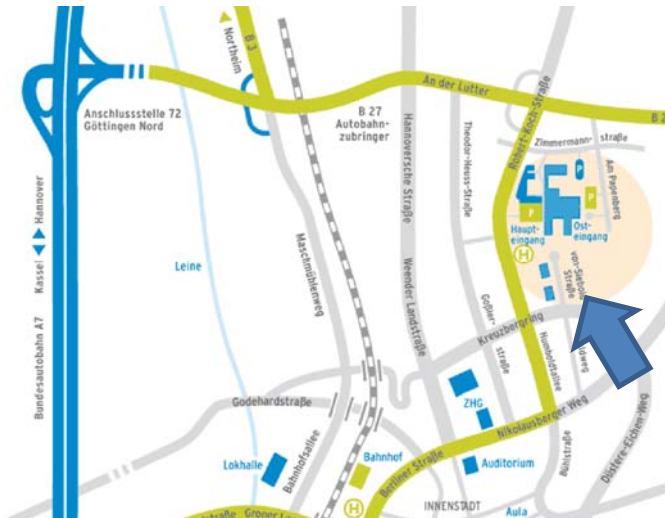 Northeim
B 3
An der Lutter
Anschlussstelle 72
Göttingen Nord
B 27
Autobahn-
zubringer
Hannoversche Straße
Theodor-Heuss-Straße
Robert-Koch-Straße
B 2
Zimmermann-
straße
P
P
P
Am Papenberg
Haupt-
eingang
Ost-
eingang
H
von-Siebold
Straße
Kassel
Hannover
Leine
Maschmühlenweg
Weender Landstraße
Goßler-
straße
Kreuzbergring
Humboldtallee
ldweg
Bundesautobahn A7
Godehardstraße
ZHG
Nikolausberger Weg
Düstere-Eichen-Weg
Lokhalle
Bahnhofsallee
Bahnhof
Berliner Straße
Auditorium
Bühlstraße
H
INNENSTADT
Aula